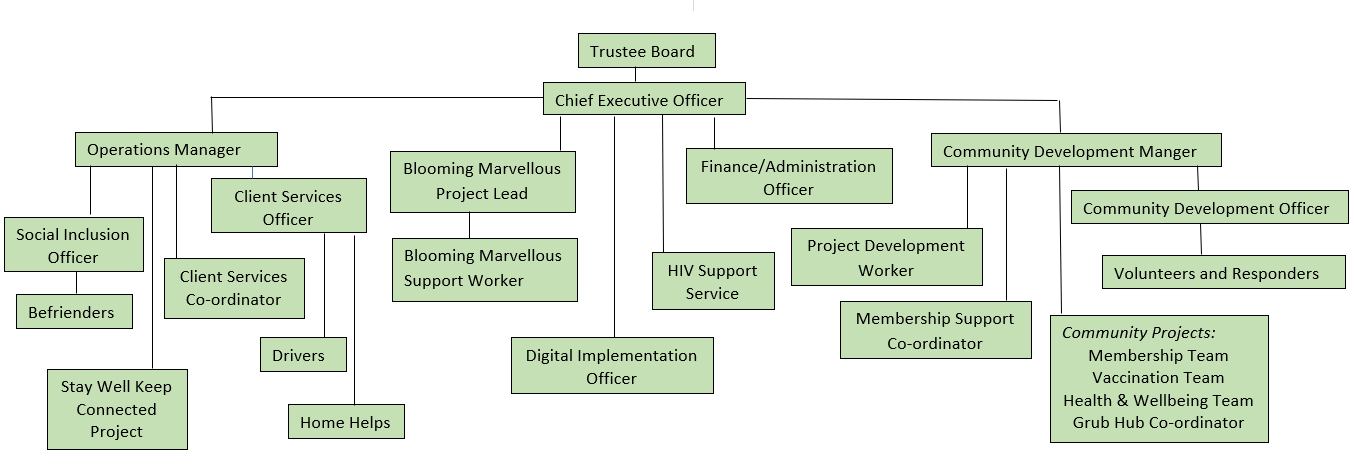 Trustee Board
Chief Executive Officer
Operations Manager
Community Development Manger
Blooming Marvellous
Project Lead
Finance/Administration
Officer
Client Services
Officer
Community Development Officer
Social Inclusion
Officer
Blooming Marvellous
Support Worker
Project Development
Worker
Client Services
Co-ordinator
HIV Support
Service
Volunteers and Responders
Befrienders
Membership Support
Co-ordinator
Drivers
Digital Implementation
Officer
Community Projects:
Membership Team
Vaccination Team
Health & Wellbeing Team
Grub Hub Co-ordinator
Stay Well Keep
Connected
Project
Home Helps